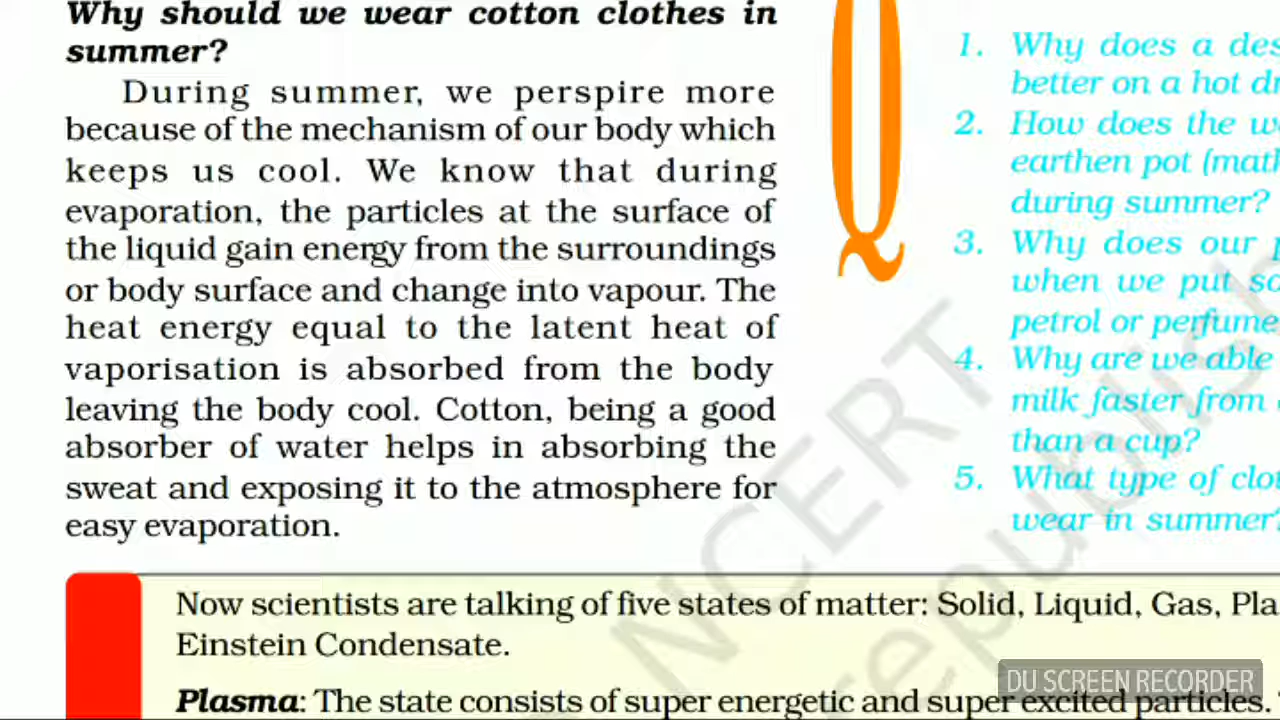 Why should we wear cotton clothes in
summer?
During summer, we perspire more
because of the mechanism of our body which
keeps us cool. We know that during
evaporation, the particles at the surface of
the liquid gain energy from the surroundings
or body surface and change into vapour. The
heat energy equal to the latent heat of
vaporisation is absorbed from the body
leaving the body cool. Cotton, being a good
absorber of water helps in absorbing the
sweat and exposing it to the atmosphere for
easy evaporation.
Q
1. Why does a
better on a hot
2. How does the
earthen pot
during summer?
3. Why does our
when we put
petrol or perfume
4. Why are we able
milk faster from
than a cup?
5. What type of
wear in summer?
Now scientists are talking of five states of matter: Solid, Liquid, Gas,
Einstein Condensate.
Plasma: The state consists of super energetic and super excited particles.
NCERT
republish
DU SCREEN RECORDER